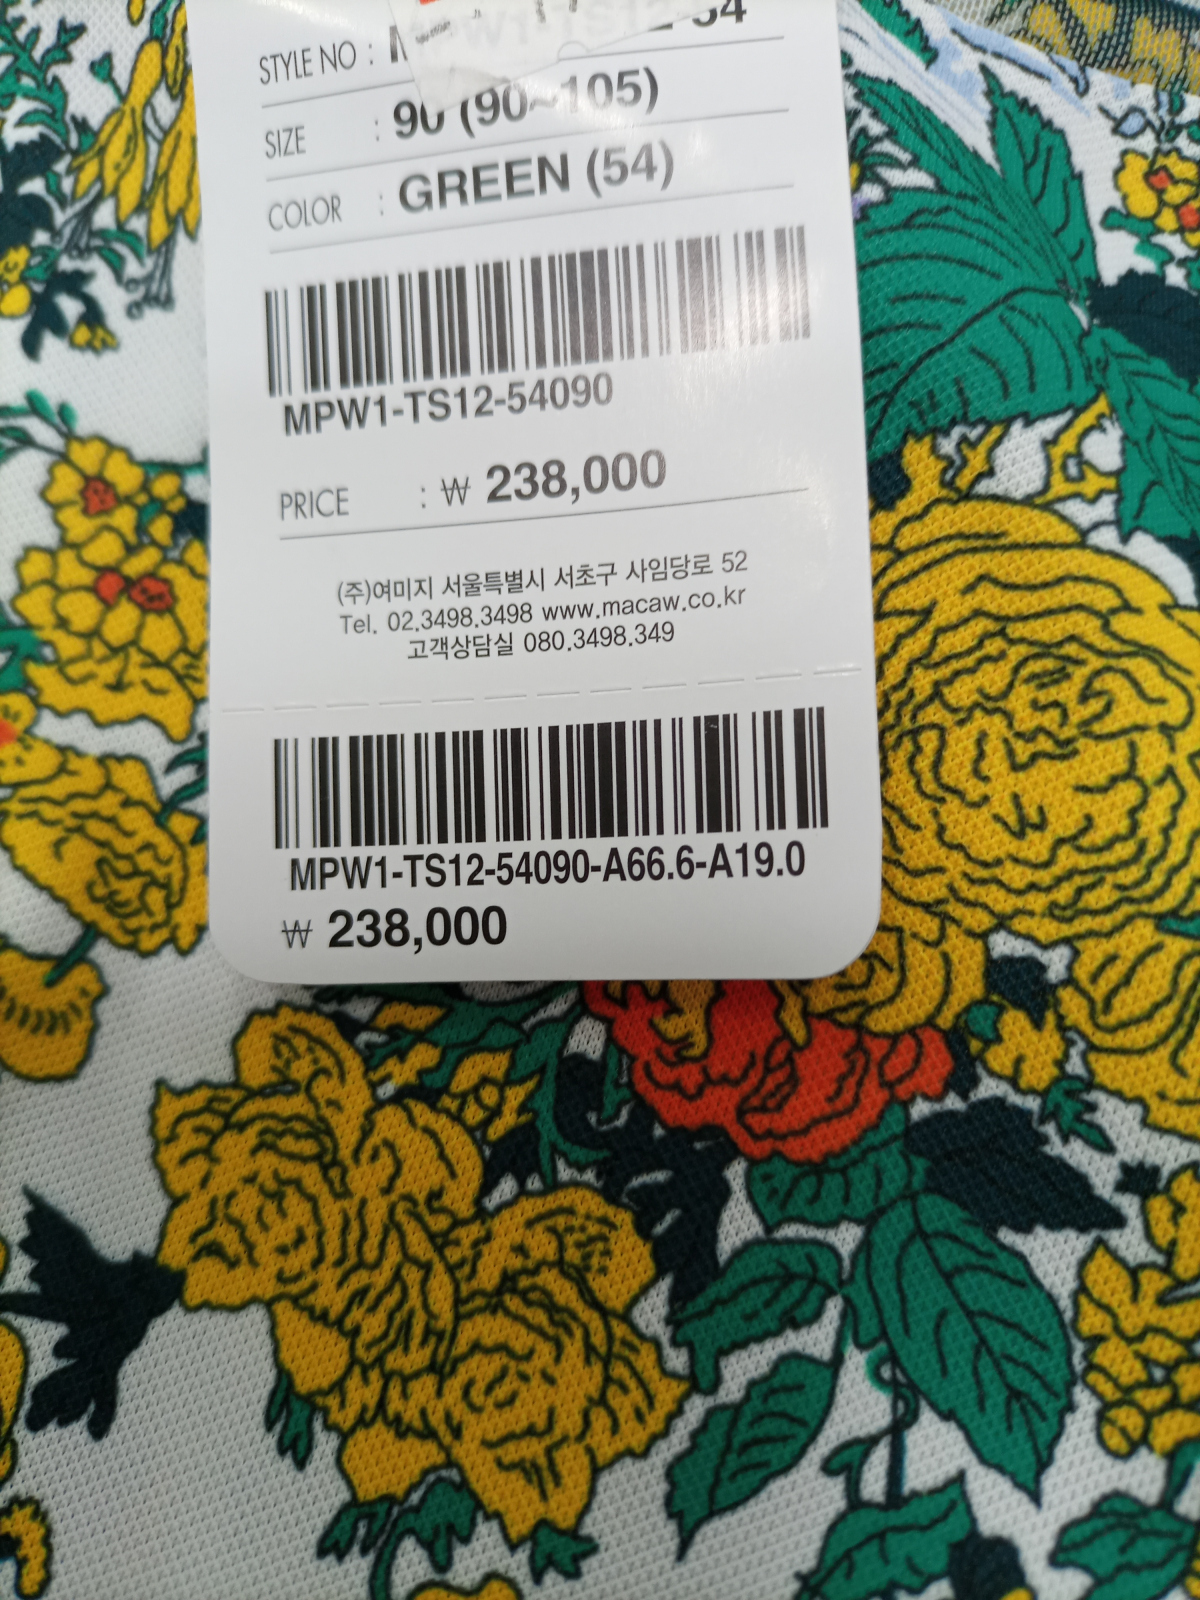 STYLE NO :
SIZE : 90 (90~105)
COLOR : GREEN (54)
MPW1-TS12-54090
PRICE : ₩ 238,000
(주)여미지 서울특별시 서초구 사임당로 52
Tel. 02.3498.3498 www.macaw.co.kr
고객상담실 080.3498.349
MPW1-TS12-54090-A66.6-A19.0
₩ 238,000